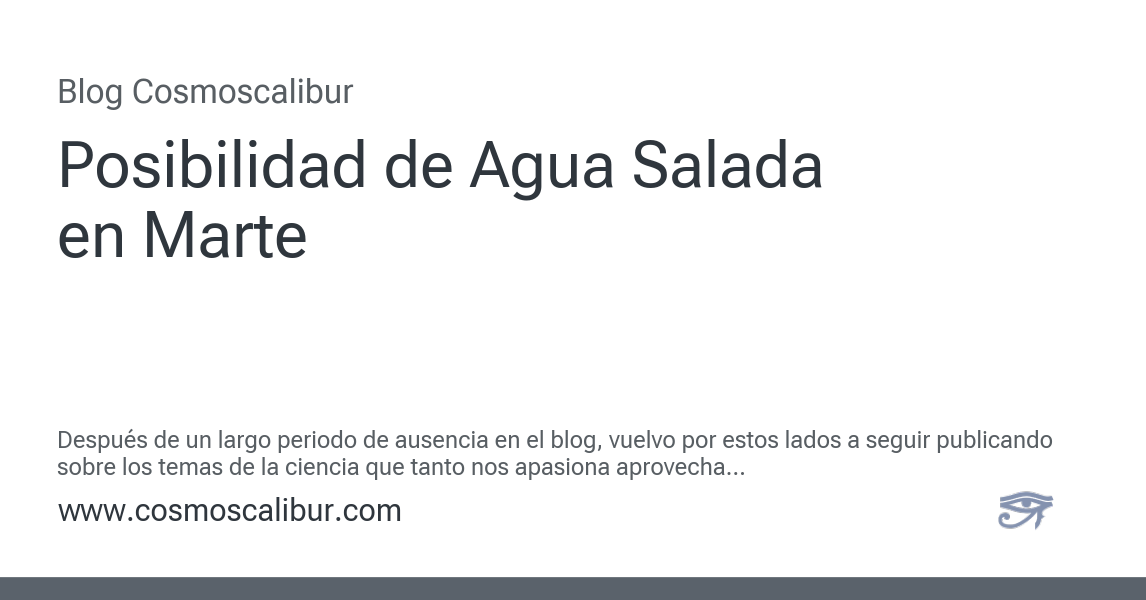 Blog Cosmoscalibur
Posibilidad de Agua Salada
en Marte
Después de un largo periodo de ausencia en el blog, vuelvo por estos lados a seguir publicando
sobre los temas de la ciencia que tanto nos apasiona aprovecha...
www.cosmoscalibur.com